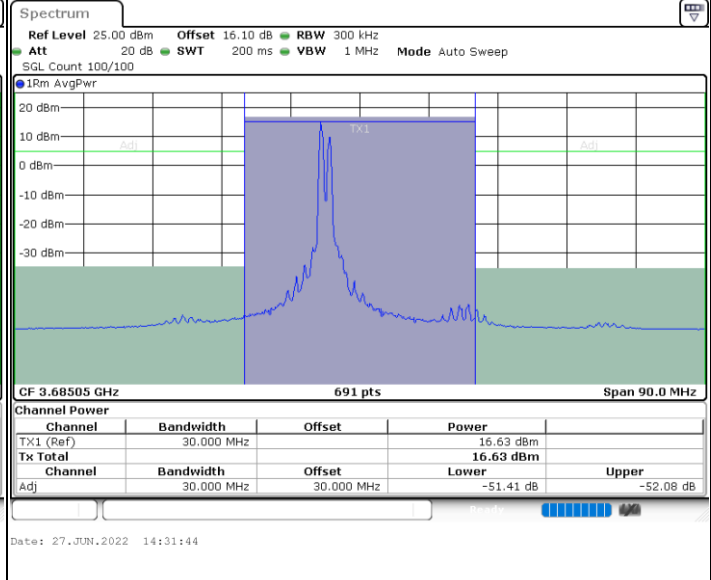 Spectrum
Ref Level 25.00 dBm Offset 16.10 dB RBW 300 kHz
Att 20 dB SWT 200 ms VBW 1 MHz Mode Auto Sweep
SGL Count 100/100
1Rm AvgPwr
20 dBm
TX1
10 dBm
Adj Adj
0 dBm
-10 dBm
-20 dBm
-30 dBm
CF 3.68505 GHz 691 pts Span 90.0 MHz
Channel Power
Channel Bandwidth Offset Power
TX1 (Ref) 30.000 MHz 16.63 dBm
Tx Total 16.63 dBm
Channel Bandwidth Offset Lower Upper
Adj 30.000 MHz 30.000 MHz -51.41 dB -52.08 dB
Ready
Date: 27.JUN.2022 14:31:44